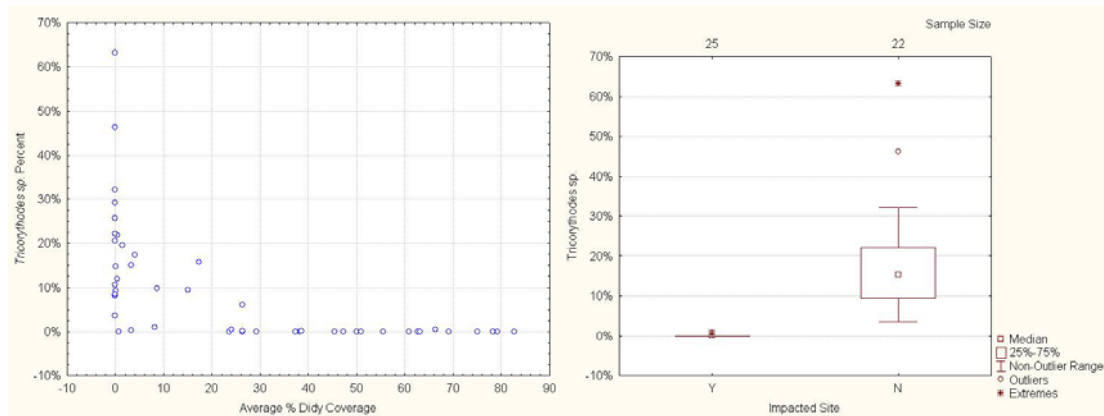 70%
60%
50%
40%
30%
20%
10%
0%
-10%
Tricorythodes sp. Percent
-10 0 10 20 30 40 50 60 70 80 90
Average % Didy Coverage
Sample Size
25 22
70%
60%
50%
40%
30%
20%
10%
0%
-10%
Tricorythodes sp.
Y N
Impacted Site
Median
25%-75%
Non-Outlier Range
Outliers
Extremes